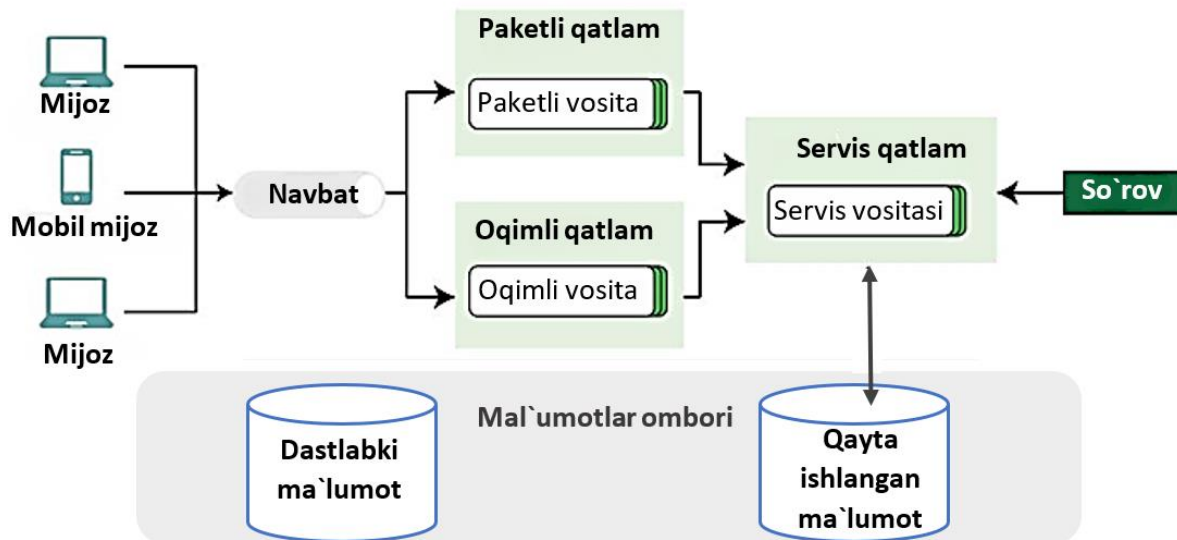 Mijoz
Mobil mijoz
Mijoz
Navbat
Paketli qatlam
Paketli vosita
Oqimli qatlam
Oqimli vosita
Servis qatlam
Servis vositasi
So`rov
Mal`umotlar ombori
Dastlabki
ma`lumot
Qayta
ishlangan
ma`lumot